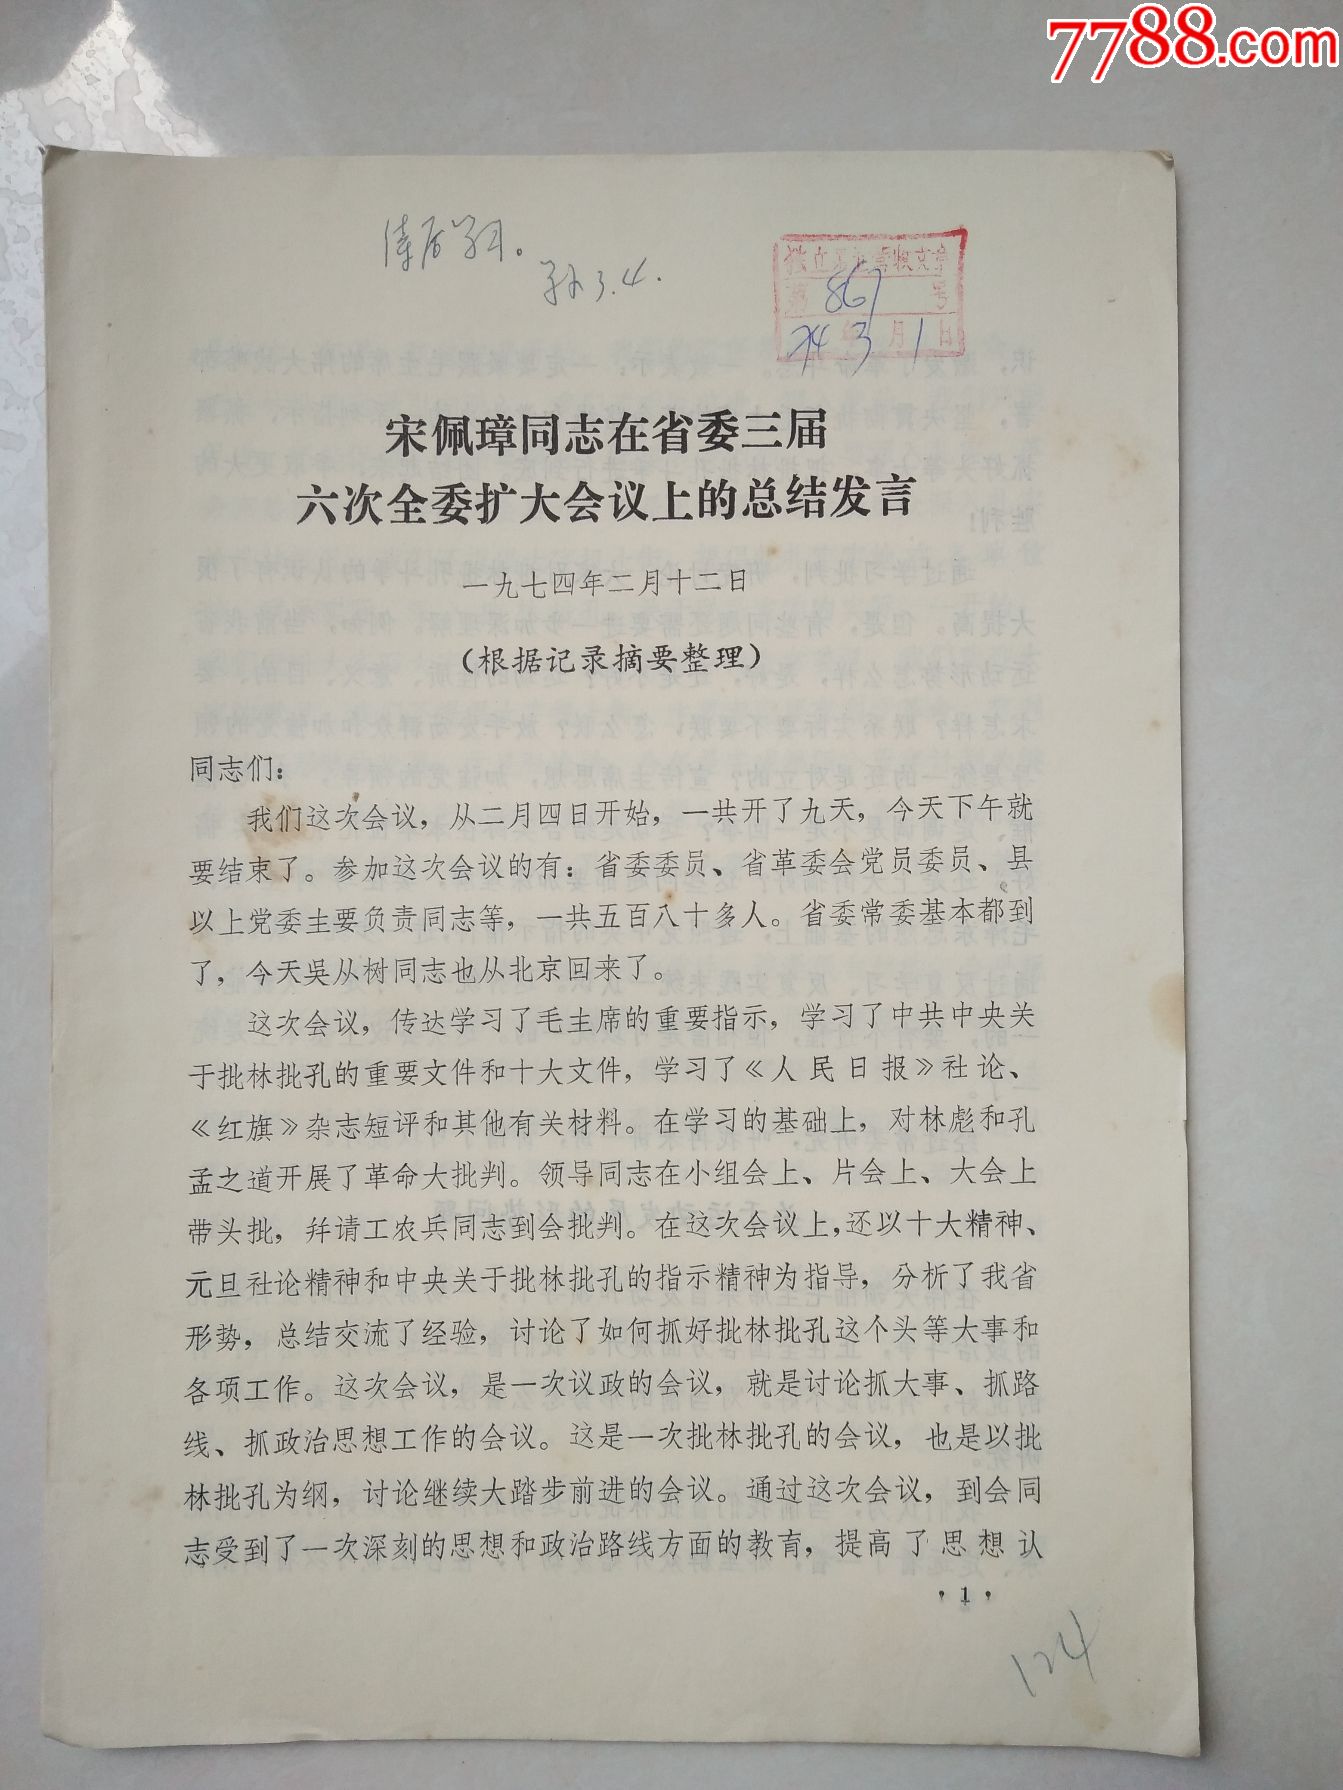 7788.com
第 867 号
74 年 3 月 1 日
宋佩璋同志在省委三届
六次全委扩大会议上的总结发言
一九七四年二月十二日
（根据记录摘要整理）
同志们：
我们这次会议，从二月四日开始，一共开了九天，今天下午就
要结束了。参加这次会议的有：省委委员、省革委会党员委员、县
以上党委主要负责同志等，一共五百八十多人。省委常委基本都到
了，今天吳从树同志也从北京回来了。
这次会议，传达学习了毛主席的重要指示，学习了中共中央关
于批林批孔的重要文件和十大文件，学习了《人民日报》社论、
《红旗》杂志短评和其他有关材料。在学习的基础上，对林彪和孔
孟之道开展了革命大批判。领导同志在小组会上、片会上、大会上
带头批，幷请工农兵同志到会批判。在这次会议上，还以十大精神、
元旦社论精神和中央关于批林批孔的指示精神为指导，分析了我省
形势，总结交流了经验，讨论了如何抓好批林批孔这个头等大事和
各项工作。这次会议，是一次议政的会议，就是讨论抓大事、抓路
线、抓政治思想工作的会议。这是一次批林批孔的会议，也是以批
林批孔为纲，讨论继续大踏步前进的会议。通过这次会议，到会同
志受到了一次深刻的思想和政治路线方面的教育，提高了思想认
·1·
124